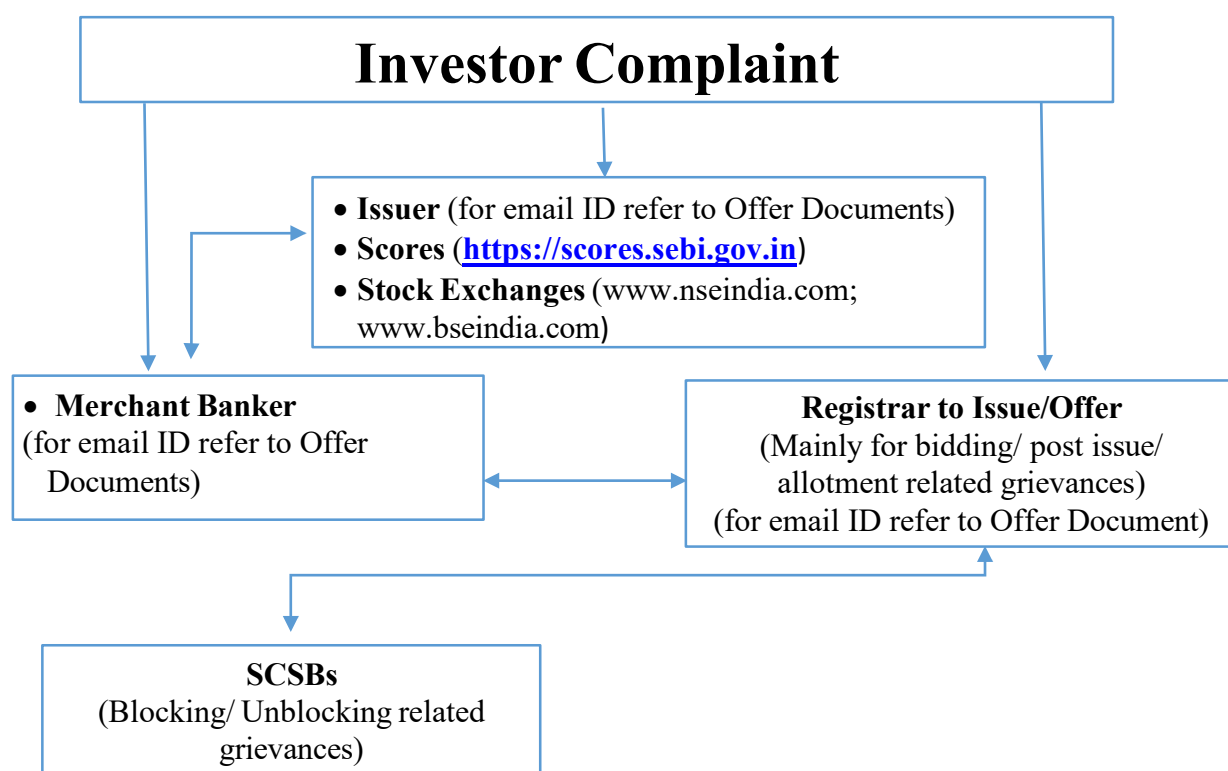 Investor Complaint
• Issuer (for email ID refer to Offer Documents)
• Scores (https://scores.sebi.gov.in)
• Stock Exchanges (www.nseindia.com;
www.bseindia.com)
• Merchant Banker
(for email ID refer to Offer
Documents)
Registrar to Issue/Offer
(Mainly for bidding/ post issue/
allotment related grievances)
(for email ID refer to Offer Document)
SCSBs
(Blocking/ Unblocking related
grievances)